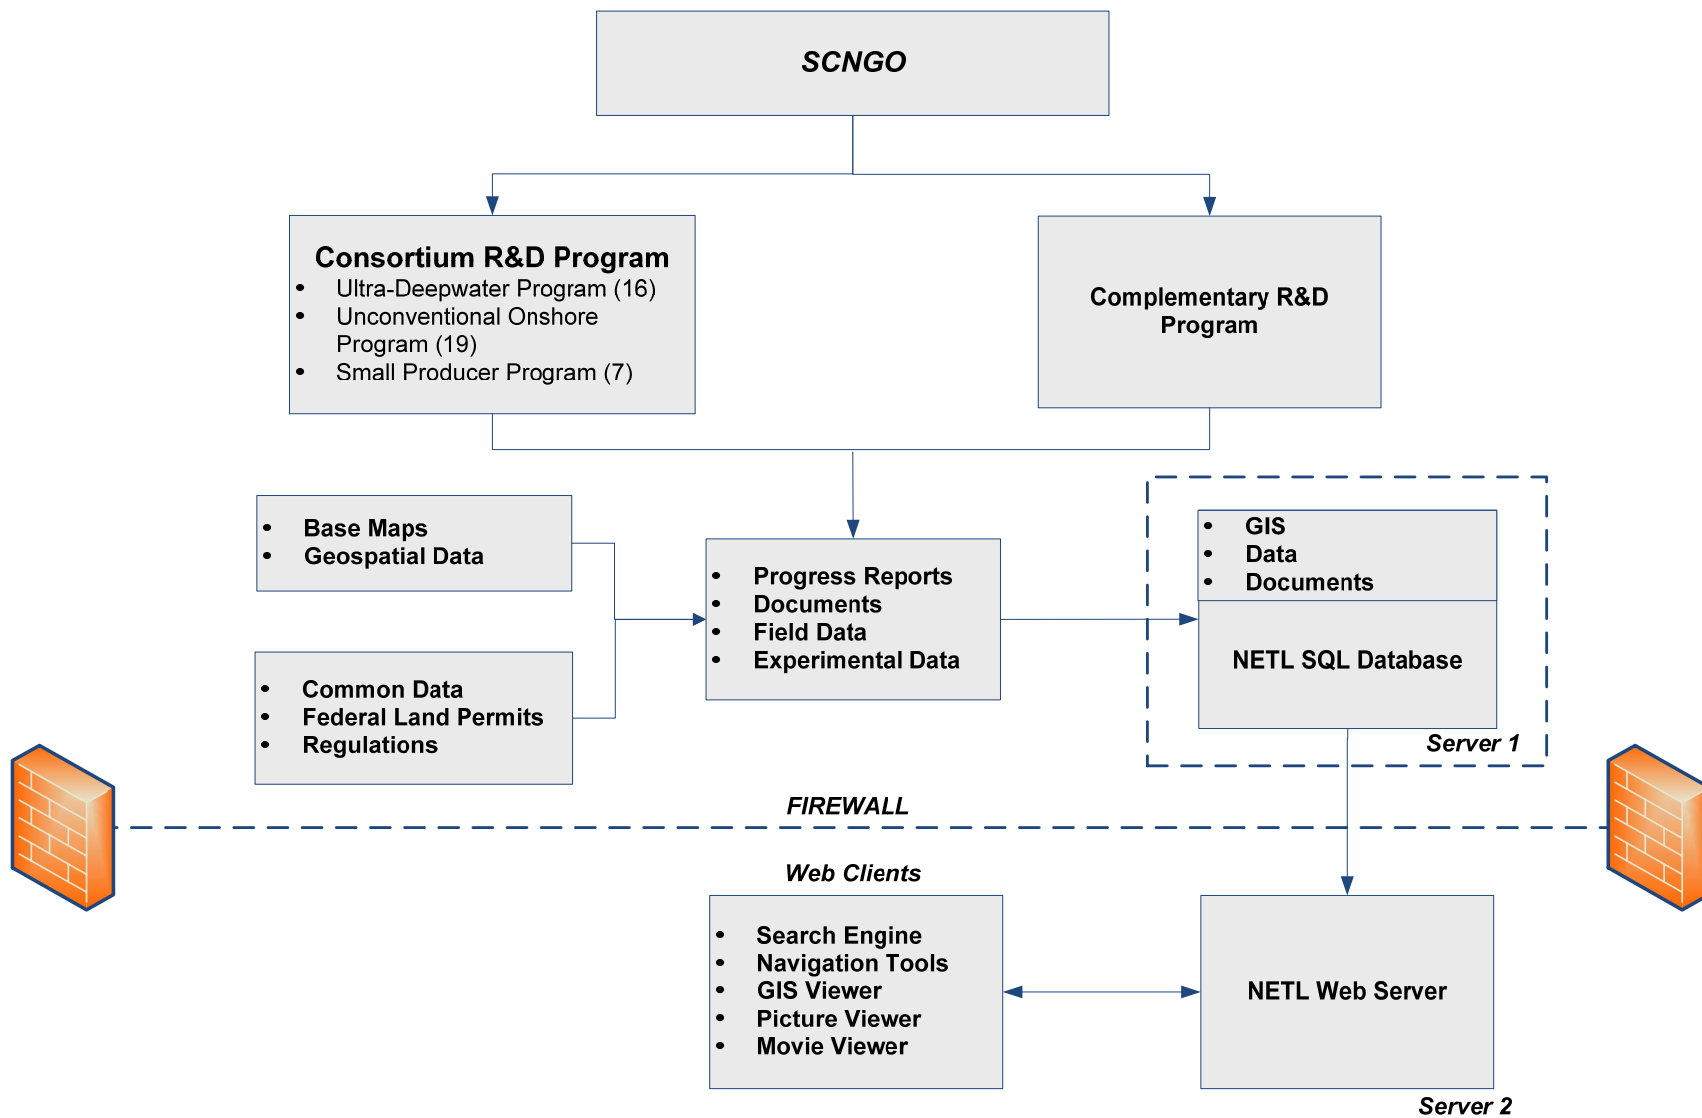 SCNGO
Consortium R&D Program
• Ultra-Deepwater Program (16)
• Unconventional Onshore
Program (19)
• Small Producer Program (7)
Complementary R&D
Program
• Base Maps
• Geospatial Data
• Common Data
• Federal Land Permits
• Regulations
• Progress Reports
• Documents
• Field Data
• Experimental Data
• GIS
• Data
• Documents
NETL SQL Database
Server 1
FIREWALL
Web Clients
• Search Engine
• Navigation Tools
• GIS Viewer
• Picture Viewer
• Movie Viewer
NETL Web Server
Server 2